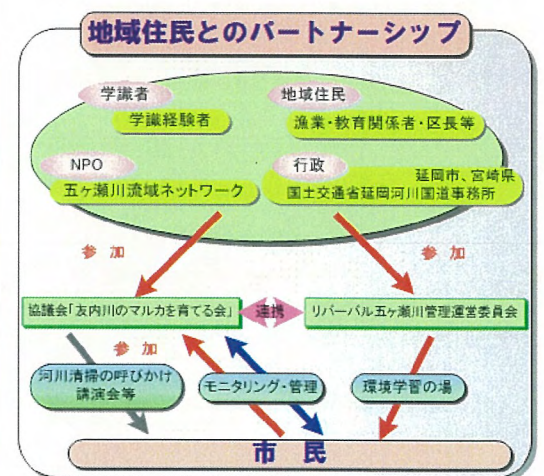 地域住民とのパートナーシップ
学識者
学識経験者
地域住民
漁業・教育関係者・区長等
NPO
五ヶ瀬川流域ネットワーク
行政
延岡市、宮崎県
国土交通省延岡河川国道事務所
参 加
参 加
協議会「友内川のマルカを育てる会」
連携
リバーパル五ヶ瀬川管理運営委員会
参 加
河川清掃の呼びかけ
講演会等
モニタリング・管理
環境学習の場
市 民